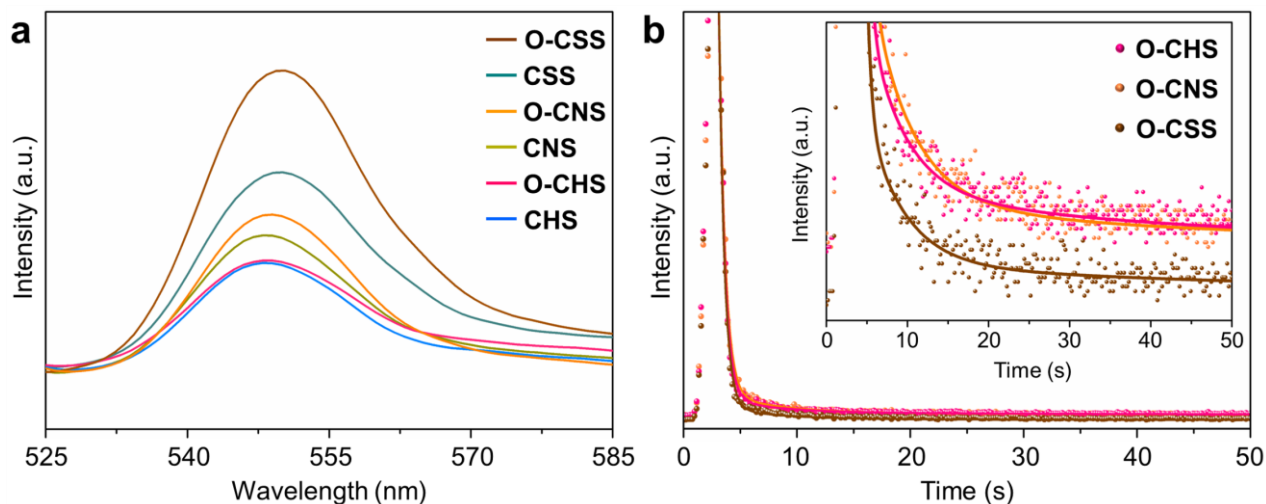 a
O-CSS
CSS
O-CNS
CNS
O-CHS
CHS
Intensity (a.u.)
525 540 555 570 585
Wavelength (nm)
b
O-CHS
O-CNS
O-CSS
Intensity (a.u.)
0 10 20 30 40 50
Time (s)
Intensity (a.u.)
0 10 20 30 40 50
Time (s)